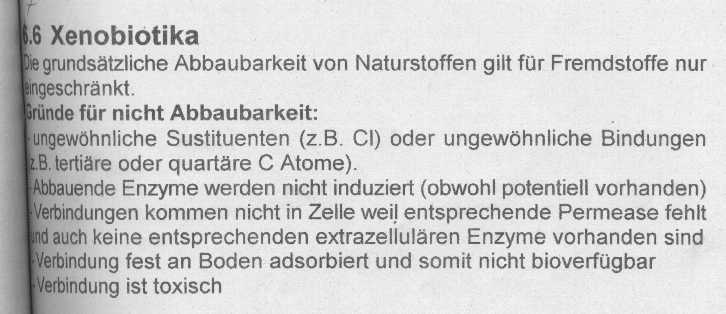 6.6 Xenobiotika
Die grundsätzliche Abbaubarkeit von Naturstoffen gilt für Fremdstoffe nur
eingeschränkt.
Gründe für nicht Abbaubarkeit:
- ungewöhnliche Sustituenten (z.B. Cl) oder ungewöhnliche Bindungen
(z.B. tertiäre oder quartäre C Atome).
-Abbauende Enzyme werden nicht induziert (obwohl potentiell vorhanden)
-Verbindungen kommen nicht in Zelle weil entsprechende Permease fehlt
und auch keine entsprechenden extrazellulären Enzyme vorhanden sind
-Verbindung fest an Boden adsorbiert und somit nicht bioverfügbar
-Verbindung ist toxisch